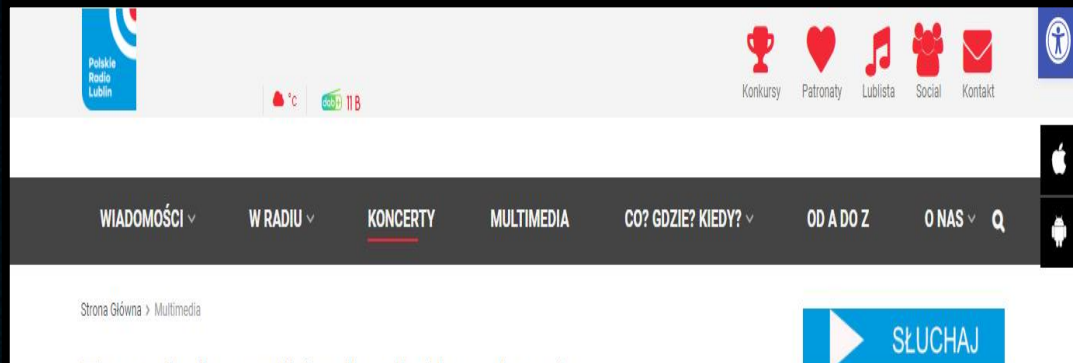 Polskie
Radio
Lublin
°c dab+ 11 B
Konkursy Patronaty Lublista Social Kontakt
WIADOMOŚCI W RADIU KONCERTY MULTIMEDIA CO? GDZIE? KIEDY? OD A DO Z O NAS
Strona Główna > Multimedia
SŁUCHAJ